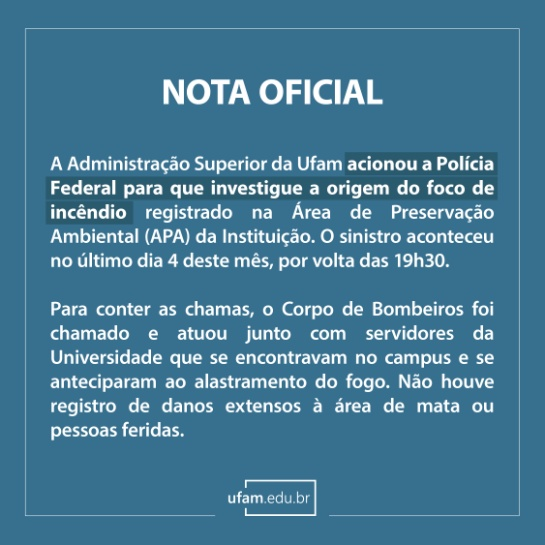 NOTA OFICIAL
A Administração Superior da Ufam acionou a Polícia
Federal para que investigue a origem do foco de
incêndio registrado na Área de Preservação
Ambiental (APA) da Instituição. O sinistro aconteceu
no último dia 4 deste mês, por volta das 19h30.
Para conter as chamas, o Corpo de Bombeiros foi
chamado e atuou junto com servidores da
Universidade que se encontravam no campus e se
anteciparam ao alastramento do fogo. Não houve
registro de danos extensos à área de mata ou
pessoas feridas.
ufam.edu.br